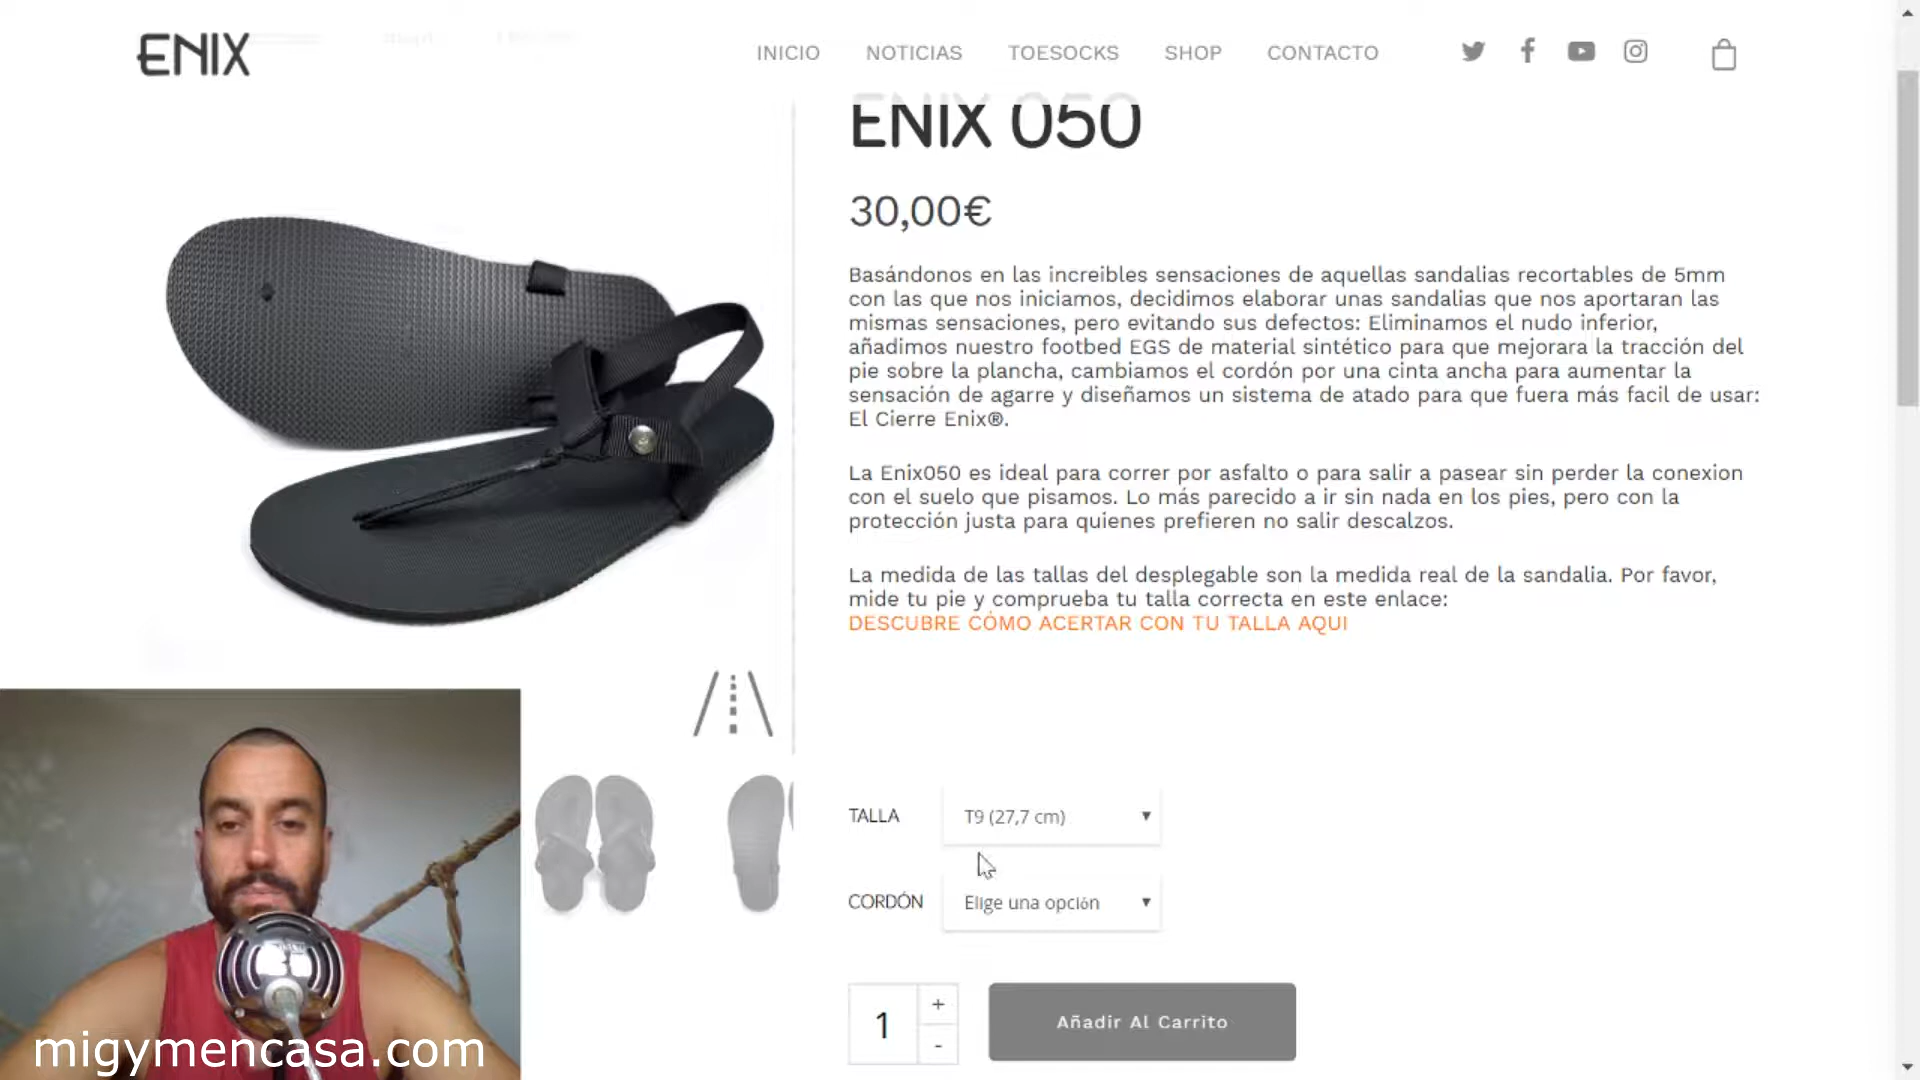 ENIX
INICIO NOTICIAS TOESOCKS SHOP CONTACTO
ENIX 050
30,00€
Basándonos en las increibles sensaciones de aquellas sandalias recortables de 5mm
con las que nos iniciamos, decidimos elaborar unas sandalias que nos aportaran las
mismas sensaciones, pero evitando sus defectos: Eliminamos el nudo inferior,
añadimos nuestro footbed EGS de material sintético para que mejorara la tracción del
pie sobre la plancha, cambiamos el cordón por una cinta ancha para aumentar la
sensación de agarre y diseñamos un sistema de atado para que fuera más facil de usar:
El Cierre Enix®.
La Enix050 es ideal para correr por asfalto o para salir a pasear sin perder la conexion
con el suelo que pisamos. Lo más parecido a ir sin nada en los pies, pero con la
protección justa para quienes prefieren no salir descalzos.
La medida de las tallas del desplegable son la medida real de la sandalia. Por favor,
mide tu pie y comprueba tu talla correcta en este enlace:
DESCUBRE CÓMO ACERTAR CON TU TALLA AQUI
TALLA T9 (27,7 cm)
CORDÓN Elige una opción
1 + -
Añadir Al Carrito
migymencasa.com